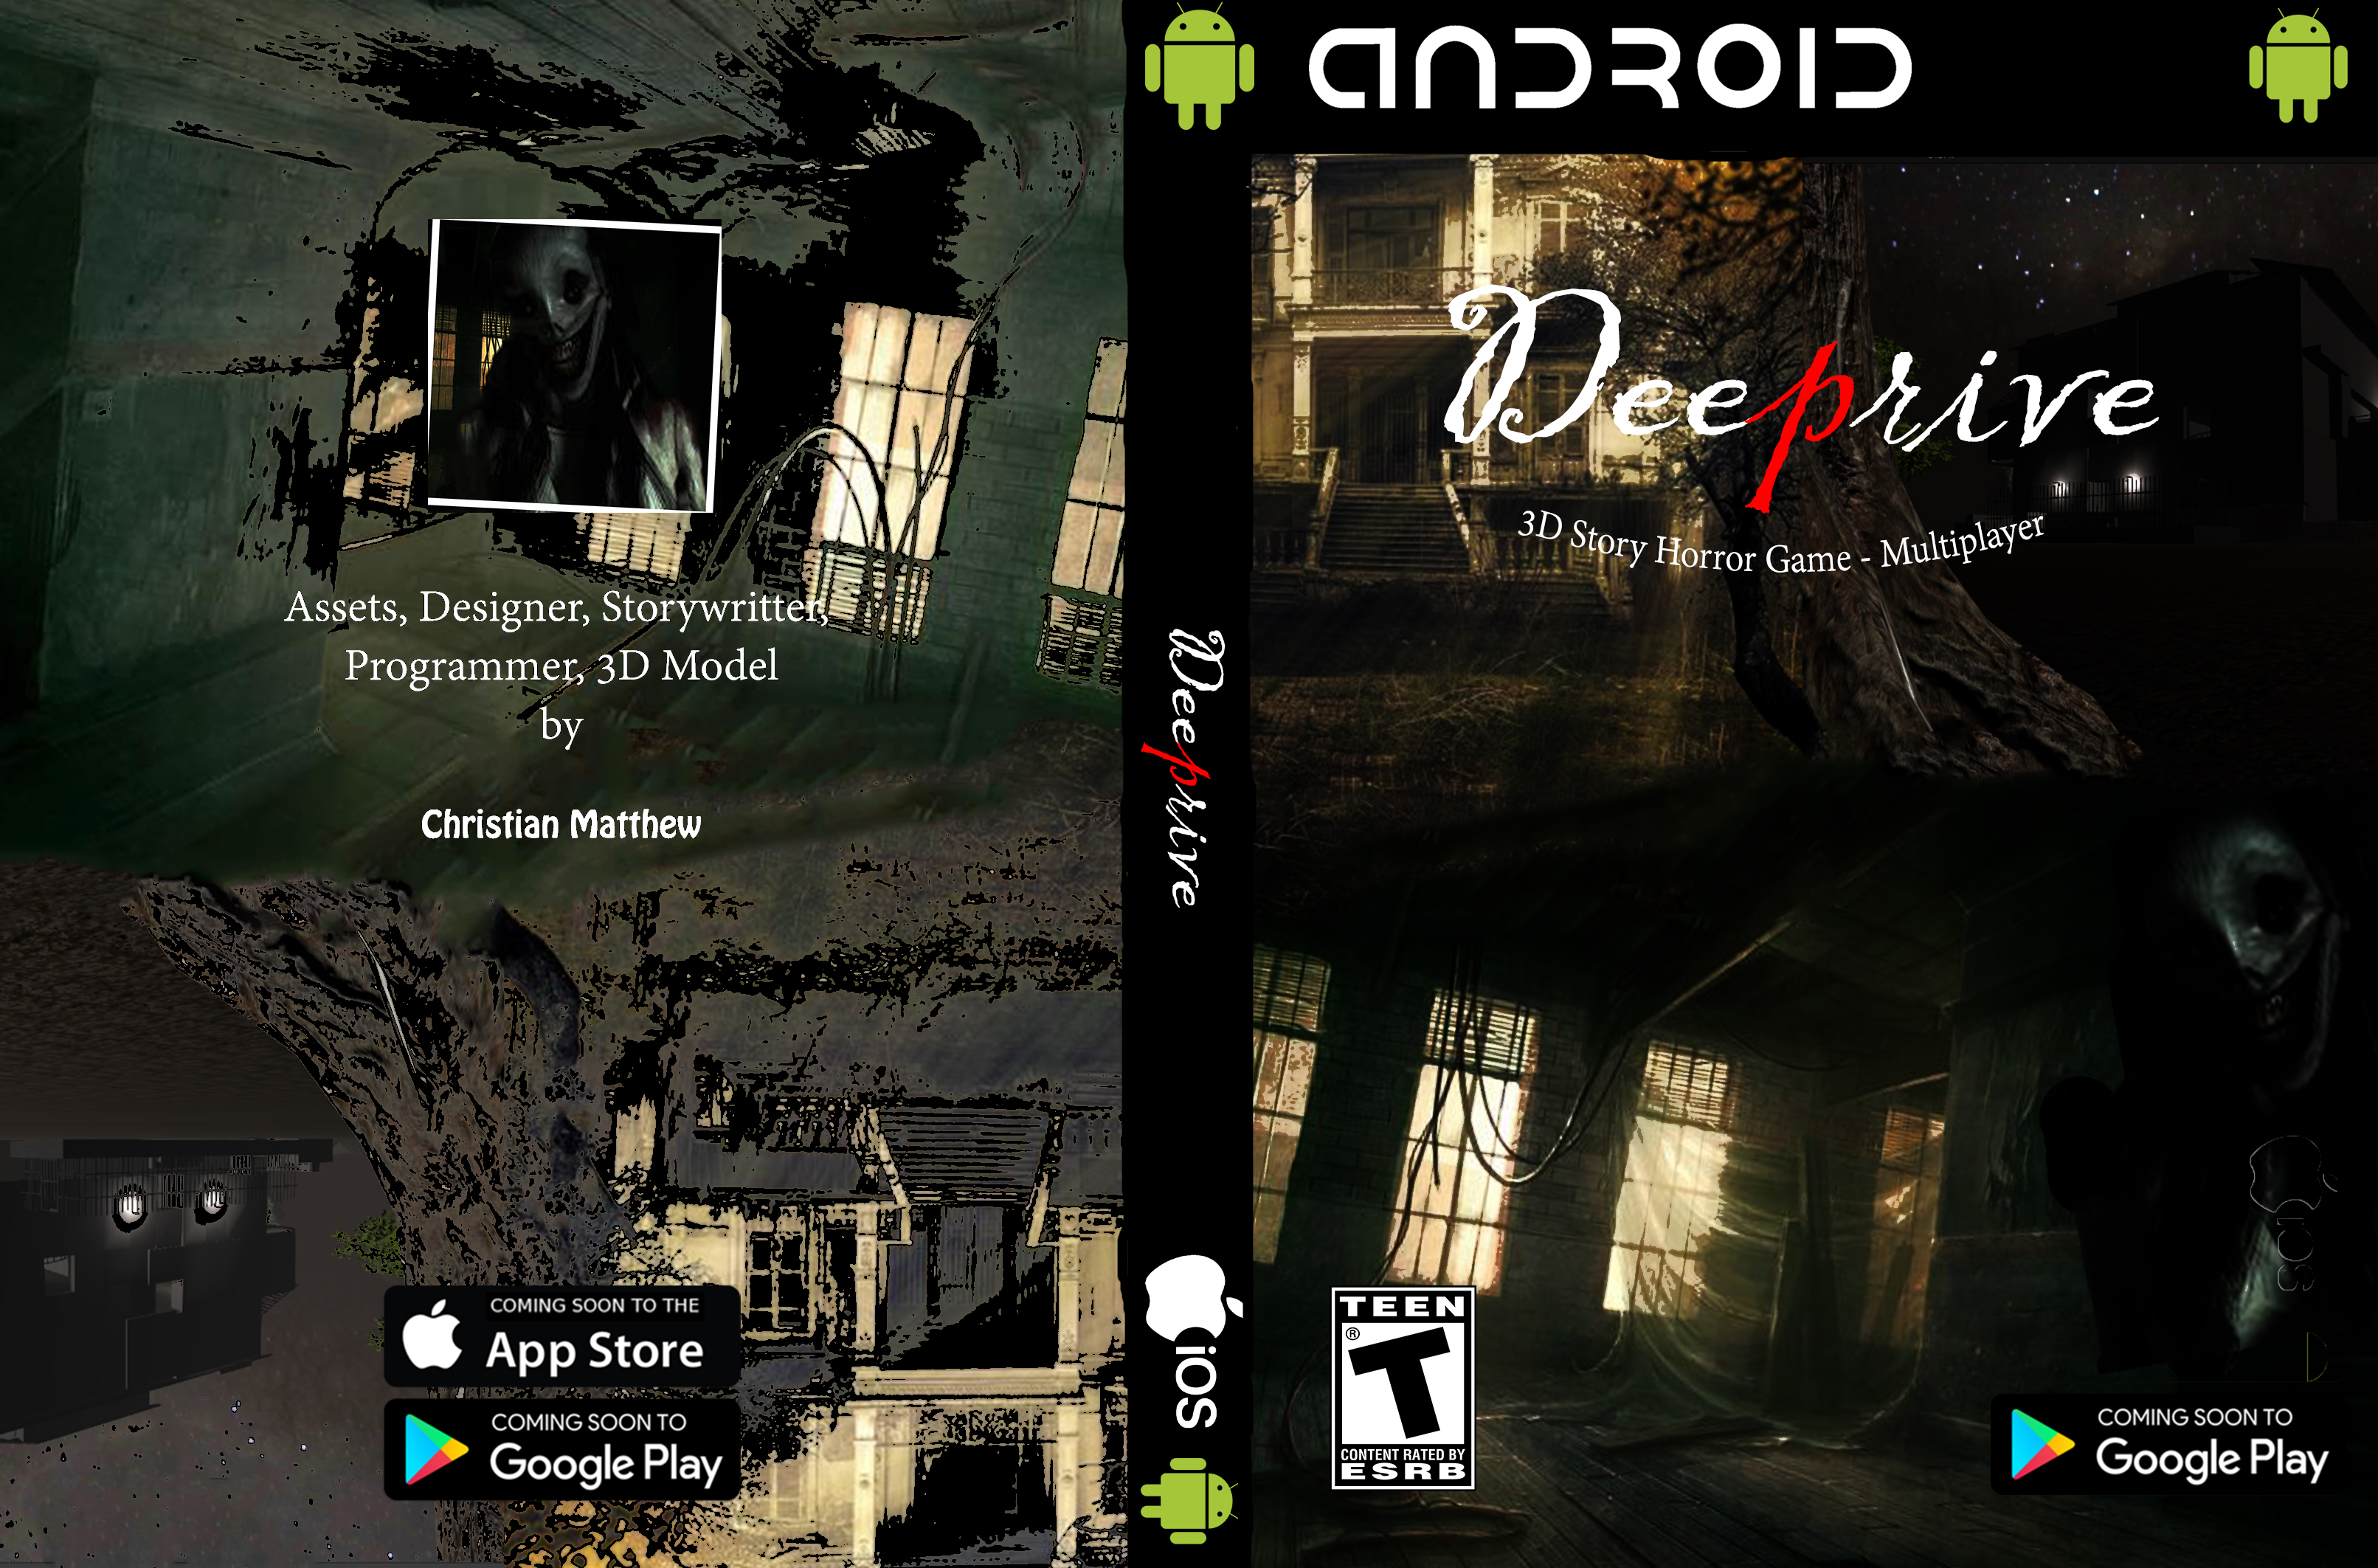 Assets, Designer, Storywritter,
Programmer, 3D Model
by
Christian Matthew
COMING SOON TO THE
App Store
COMING SOON TO
Google Play
Deeprive
iOS
ANDROID
Deeprive
3D Story Horror Game - Multiplayer
TEEN
®
T
CONTENT RATED BY
ESRB
iOS
COMING SOON TO
Google Play